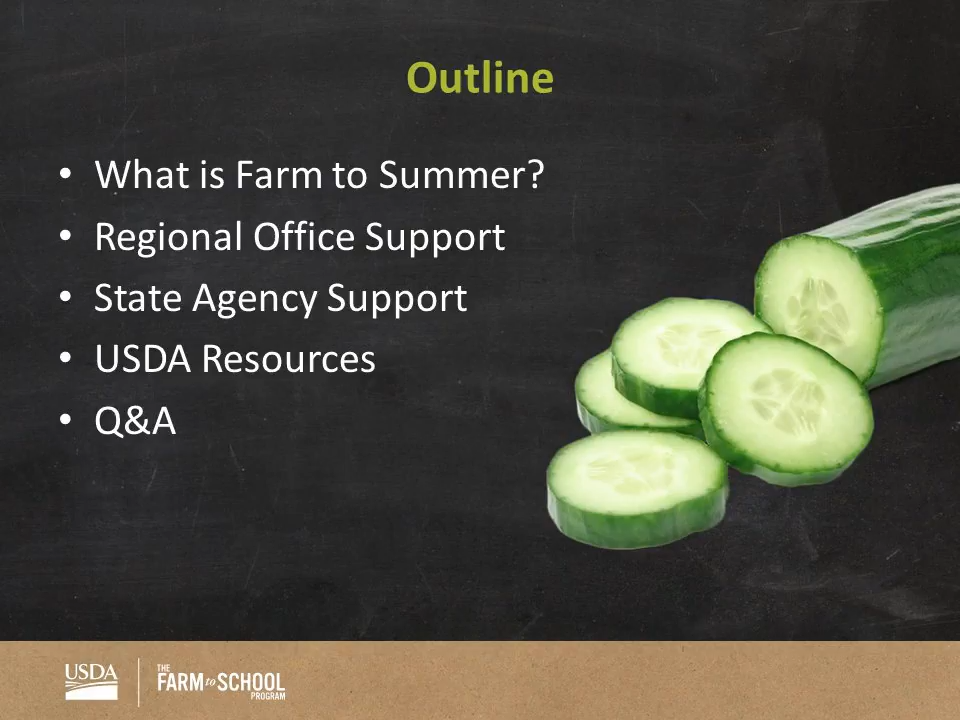 Outline
• What is Farm to Summer?
• Regional Office Support
• State Agency Support
• USDA Resources
• Q&A
USDA
THE
FARM to SCHOOL
PROGRAM